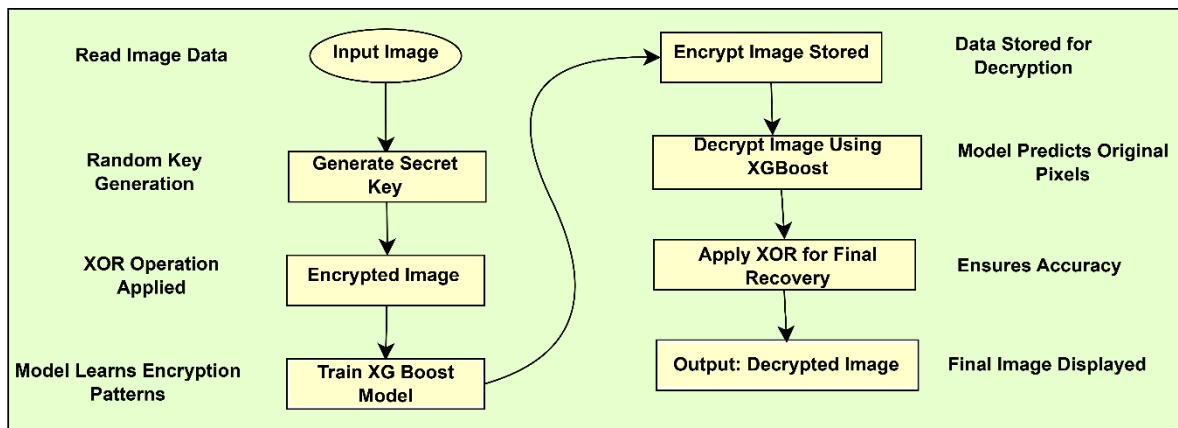 Read Image Data
Input Image
Random Key
Generation
Generate Secret
Key
XOR Operation
Applied
Encrypted Image
Model Learns Encryption
Patterns
Train XG Boost
Model
Encrypt Image Stored
Data Stored for
Decryption
Decrypt Image Using
XGBoost
Model Predicts Original
Pixels
Apply XOR for Final
Recovery
Ensures Accuracy
Output: Decrypted Image
Final Image Displayed